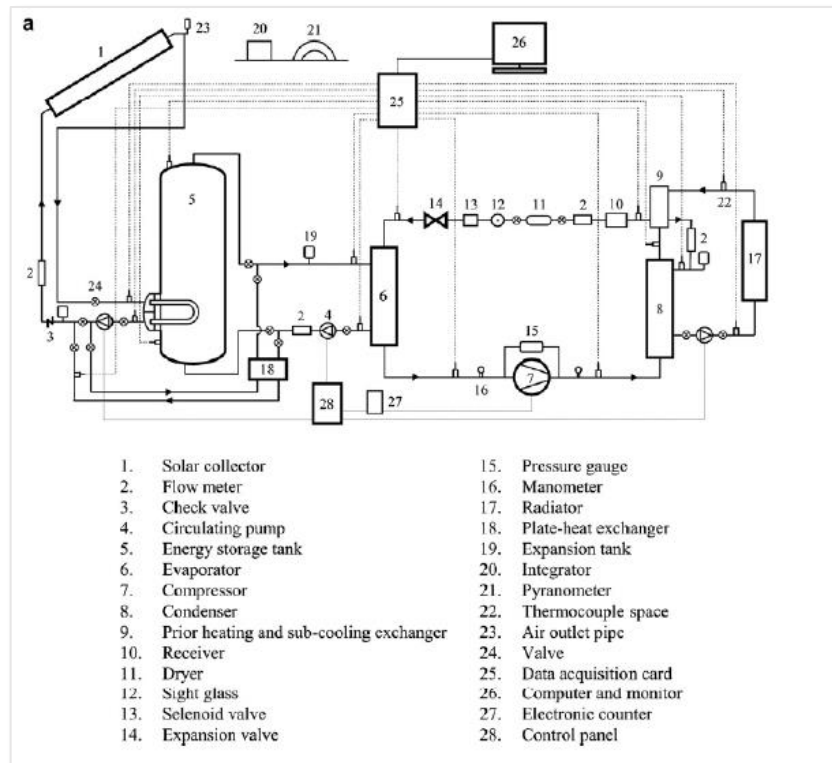 a
23
1
20
21
26
25
5
9
14
13
12
11
2
10
22
19
2
17
2
24
6
8
2
4
3
15
18
7
16
28
27
1. Solar collector
2. Flow meter
3. Check valve
4. Circulating pump
5. Energy storage tank
6. Evaporator
7. Compressor
8. Condenser
9. Prior heating and sub-cooling exchanger
10. Receiver
11. Dryer
12. Sight glass
13. Selenoid valve
14. Expansion valve
15. Pressure gauge
16. Manometer
17. Radiator
18. Plate-heat exchanger
19. Expansion tank
20. Integrator
21. Pyranometer
22. Thermocouple space
23. Air outlet pipe
24. Valve
25. Data acquisition card
26. Computer and monitor
27. Electronic counter
28. Control panel